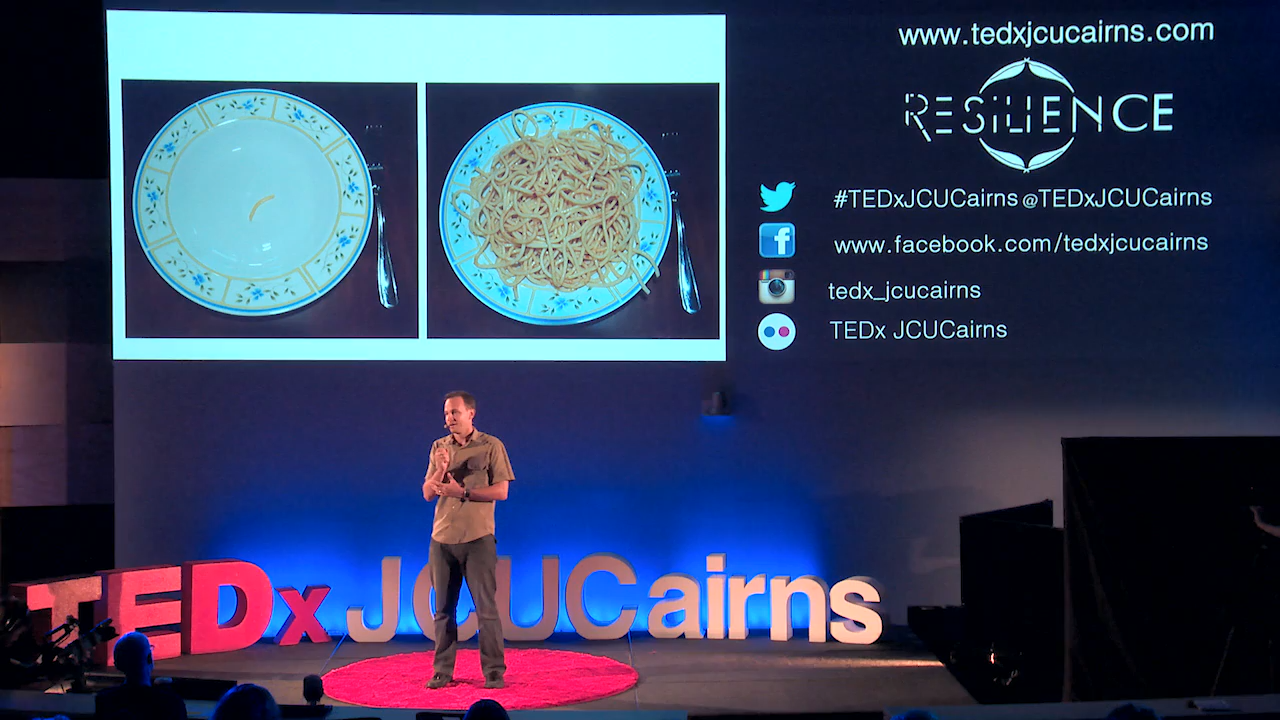 www.tedxjcucairns.com
RESILIENCE
#TEDxJCUCairns @TEDxJCUCairns
www.facebook.com/tedxjcucairns
tedx_jcucairns
TEDx JCUCairns
TEDxJCUCairns